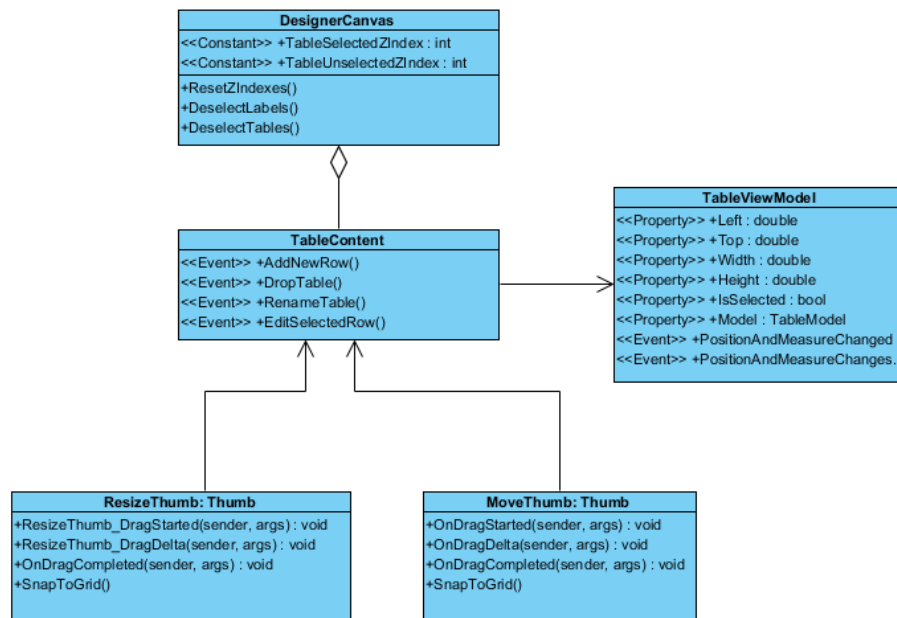 DesignerCanvas
<<Constant>> +TableSelectedZIndex : int
<<Constant>> +TableUnselectedZIndex : int
+ResetZIndexes()
+DeselectLabels()
+DeselectTables()
TableViewModel
<<Property>> +Left : double
<<Property>> +Top : double
<<Property>> +Width : double
<<Property>> +Height : double
<<Property>> +IsSelected : bool
<<Property>> +Model : TableModel
<<Event>> +PositionAndMeasureChanged
<<Event>> +PositionAndMeasureChanges.
TableContent
<<Event>> +AddNewRow()
<<Event>> +DropTable()
<<Event>> +RenameTable()
<<Event>> +EditSelectedRow()
ResizeThumb: Thumb
+ResizeThumb_DragStarted(sender, args) : void
+ResizeThumb_DragDelta(sender, args) : void
+OnDragCompleted(sender, args) : void
+SnapToGrid()
MoveThumb: Thumb
+OnDragStarted(sender, args) : void
+OnDragDelta(sender, args) : void
+OnDragCompleted(sender, args) : void
+SnapToGrid()